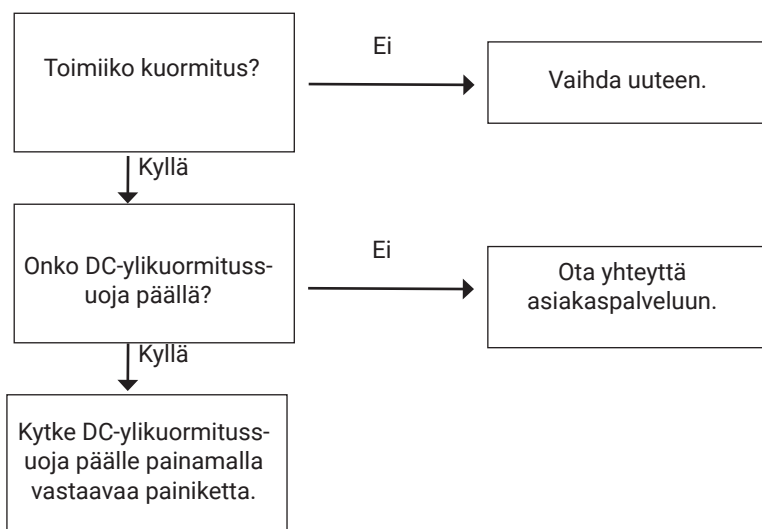 Toimiiko kuormitus?
Ei
Vaihda uuteen.
Kyllä
Onko DC-ylikuormituss-
uoja päällä?
Ei
Ota yhteyttä
asiakaspalveluun.
Kyllä
Kytke DC-ylikuormituss-
uoja päälle painamalla
vastaavaa painiketta.